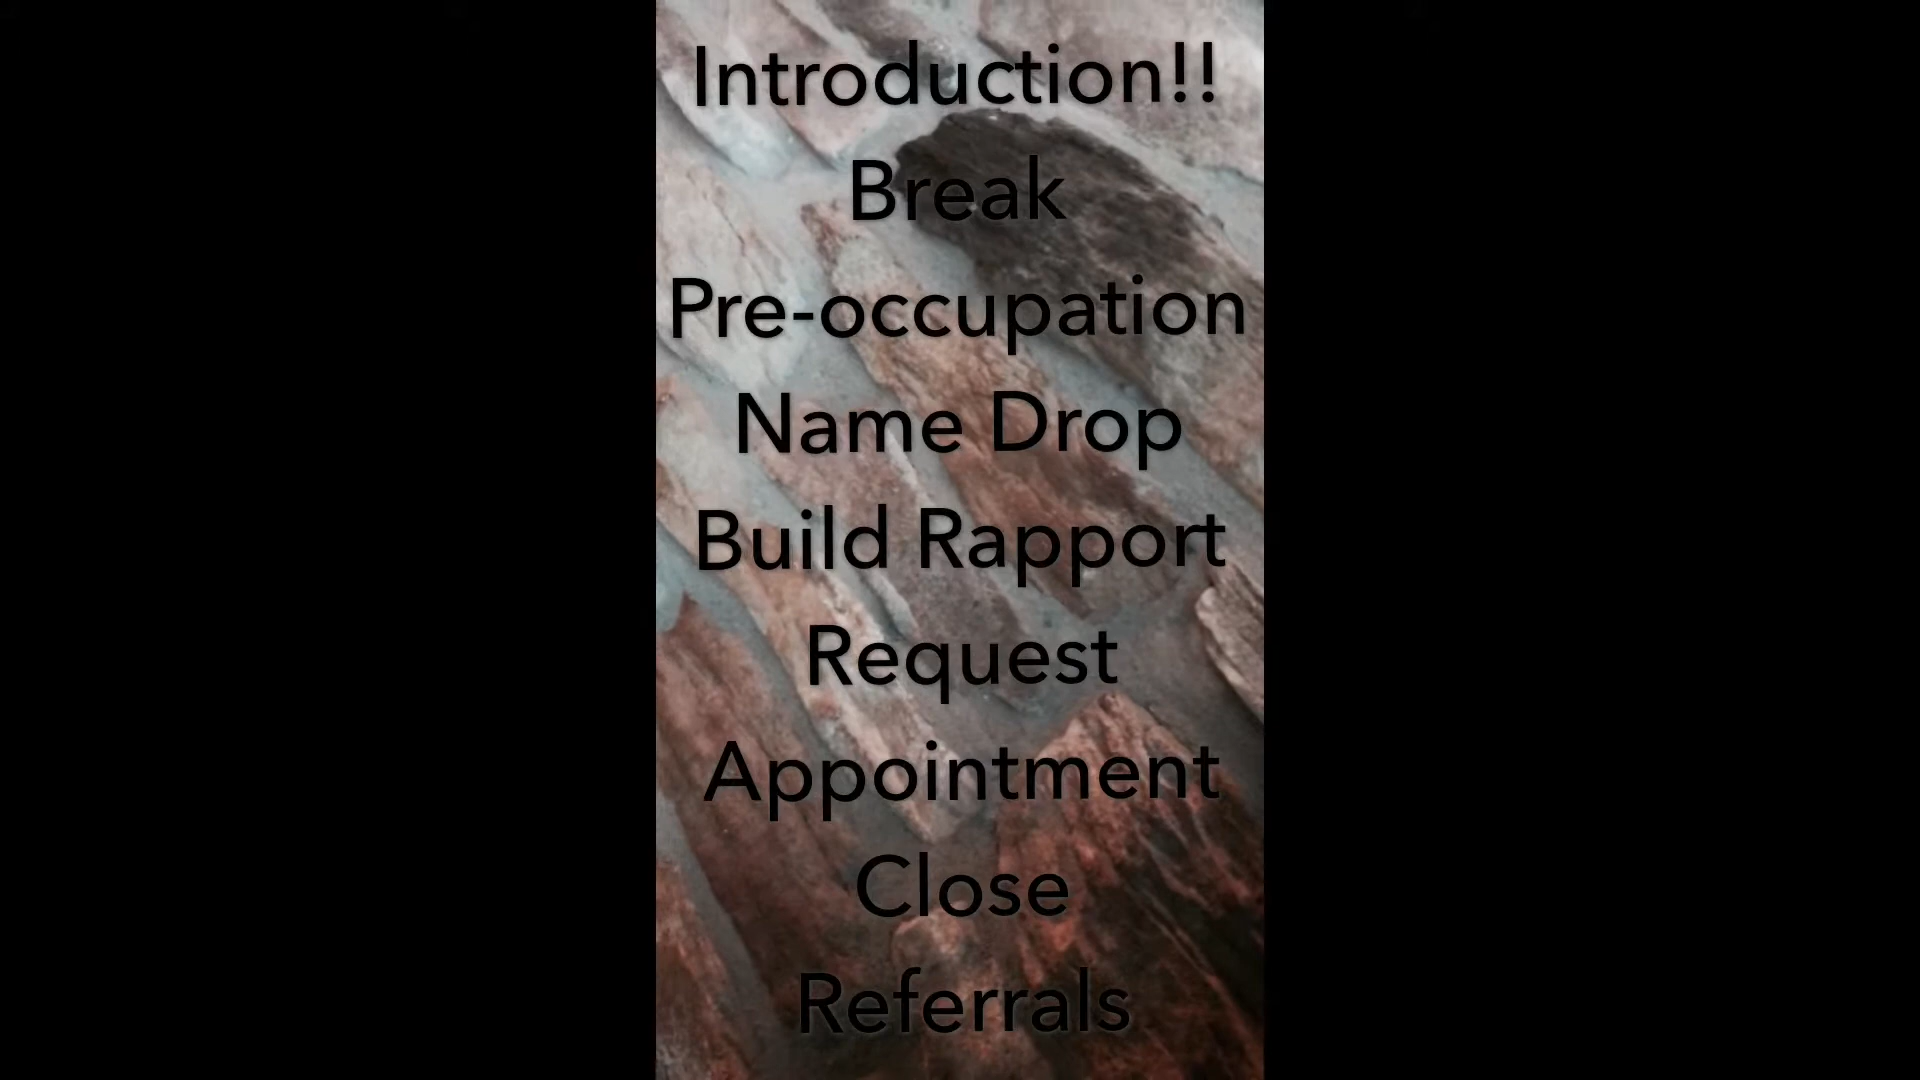 Introduction!!
Break
Pre-occupation
Name Drop
Build Rapport
Request
Appointment
Close
Referrals